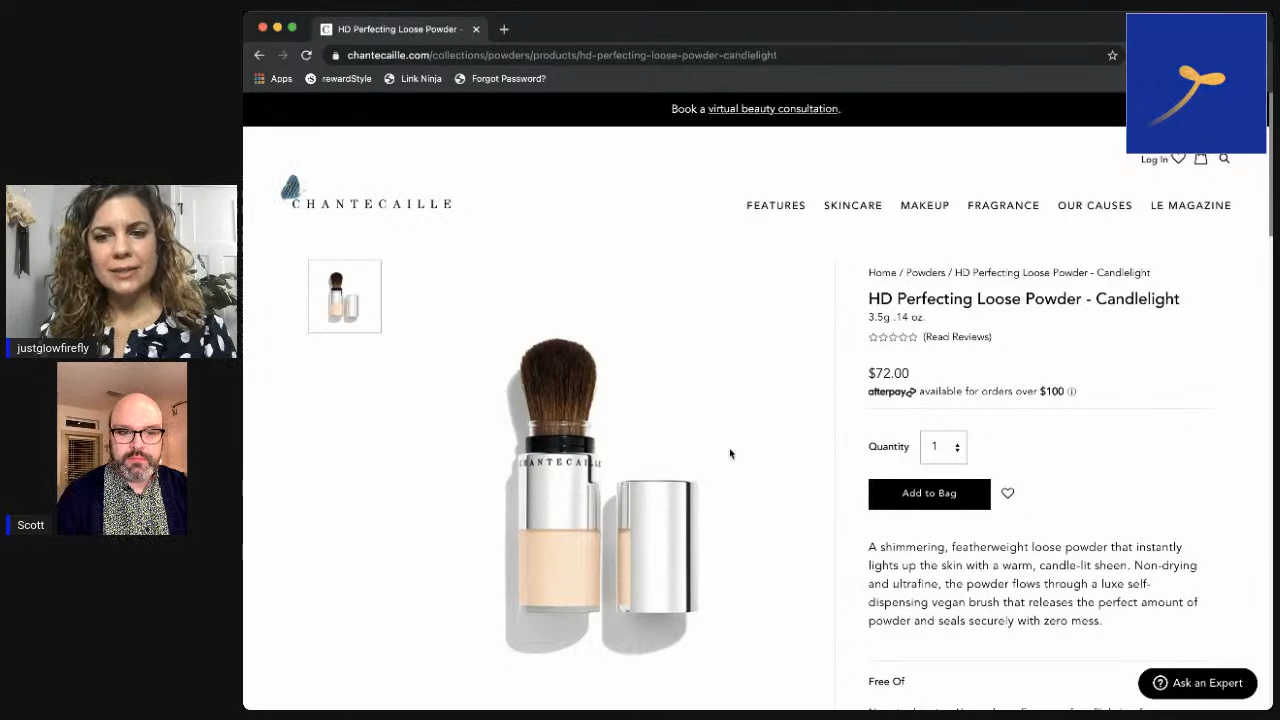 HD Perfecting Loose Powder -
chantecaille.com/collections/powders/products/hd-perfecting-loose-powder-candlelight
Apps rewardStyle Link Ninja Forgot Password?
Book a virtual beauty consultation.
Log In
CHANTECAILLE
FEATURES SKINCARE MAKEUP FRAGRANCE OUR CAUSES LE MAGAZINE
Home / Powders / HD Perfecting Loose Powder - Candlelight
HD Perfecting Loose Powder - Candlelight
3.5g .14 oz.
(Read Reviews)
$72.00
afterpay available for orders over $100
Quantity 1
Add to Bag
CHANTECAILLE
A shimmering, featherweight loose powder that instantly
lights up the skin with a warm, candle-lit sheen. Non-drying
and ultrafine, the powder flows through a luxe self-
dispensing vegan brush that releases the perfect amount of
powder and seals securely with zero mess.
Free Of
Ask an Expert
justglowfirefly
Scott